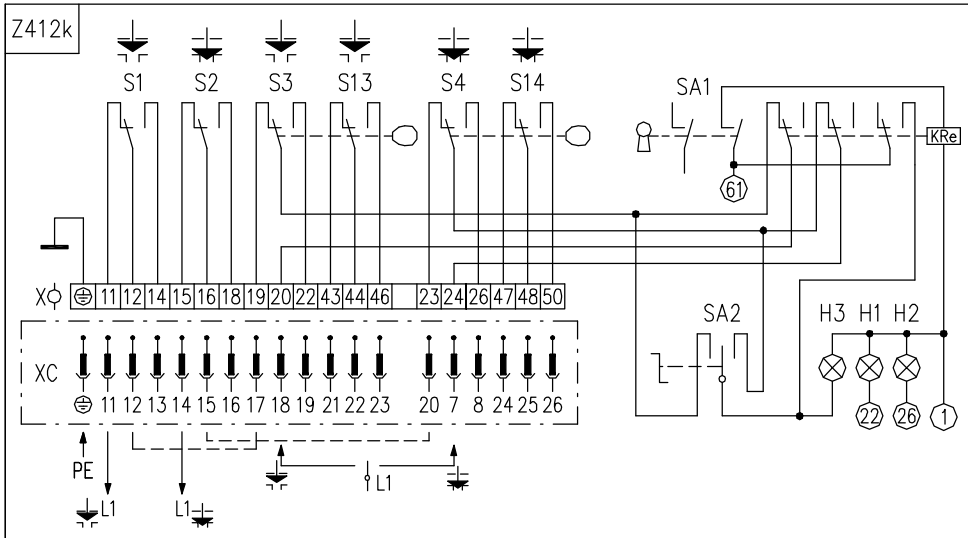 Z412k
S1 S2 S3 S13 S4 S14
SA1
KRe
61
X 11 12 14 15 16 18 19 20 22 43 44 46 23 24 26 47 48 50
SA2 H3 H1 H2
XC
11 12 13 14 15 16 17 18 19 21 22 23 20 7 8 24 25 26
22 26 1
PE
L1 L1 L1